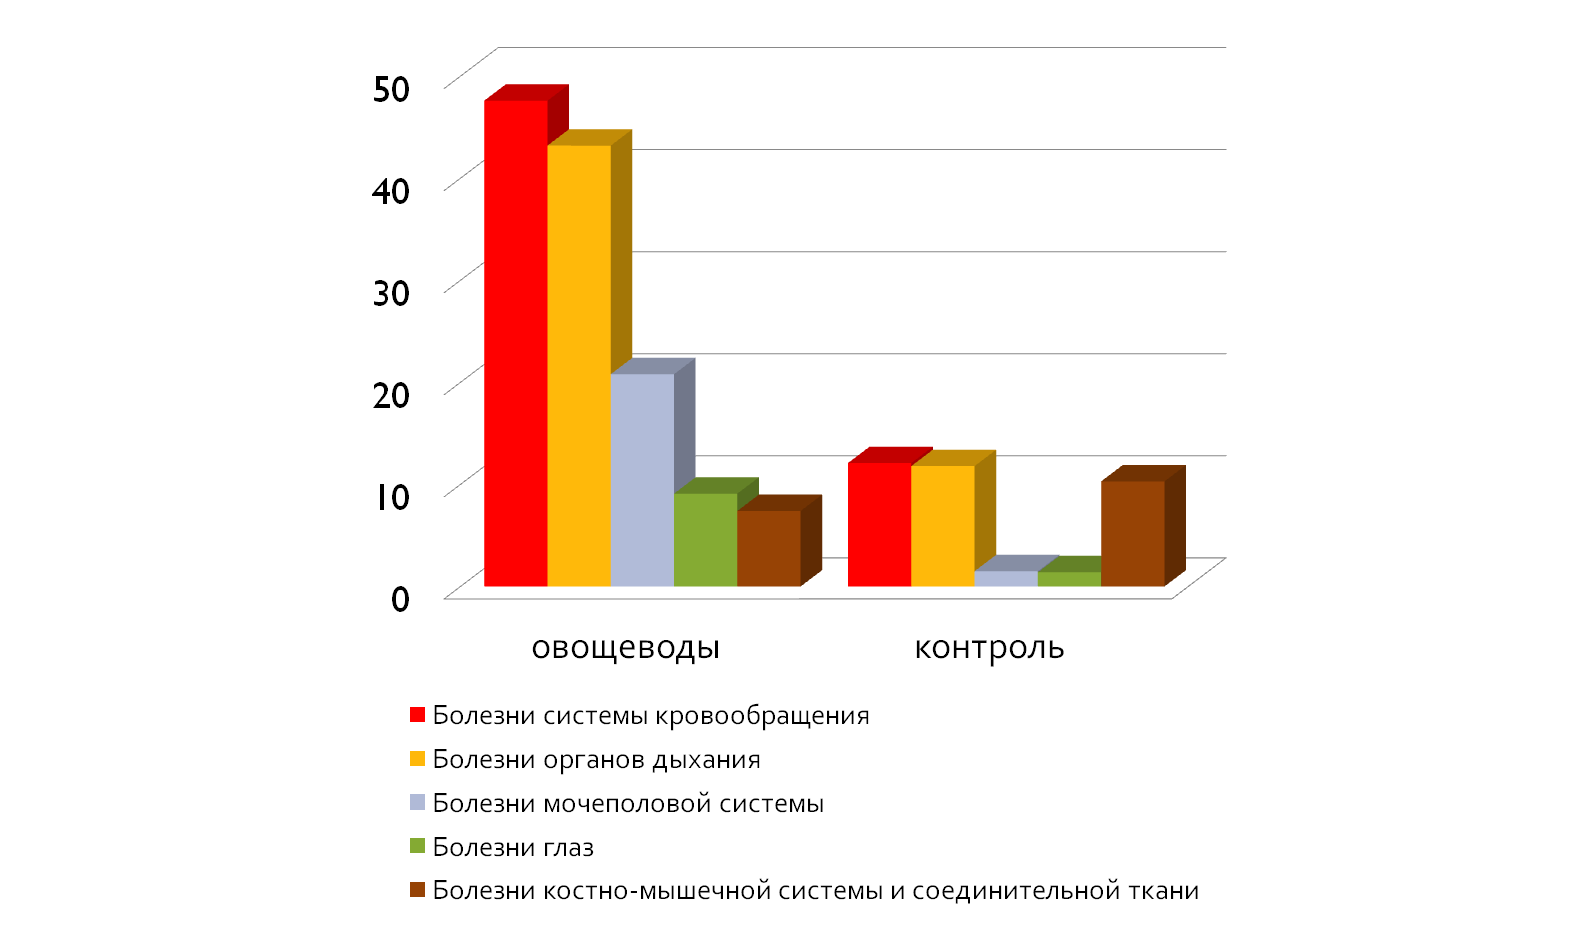 50
40
30
20
10
0
овощеводы контроль
Болезни системы кровообращения
Болезни органов дыхания
Болезни мочеполовой системы
Болезни глаз
Болезни костно-мышечной системы и соединительной ткани